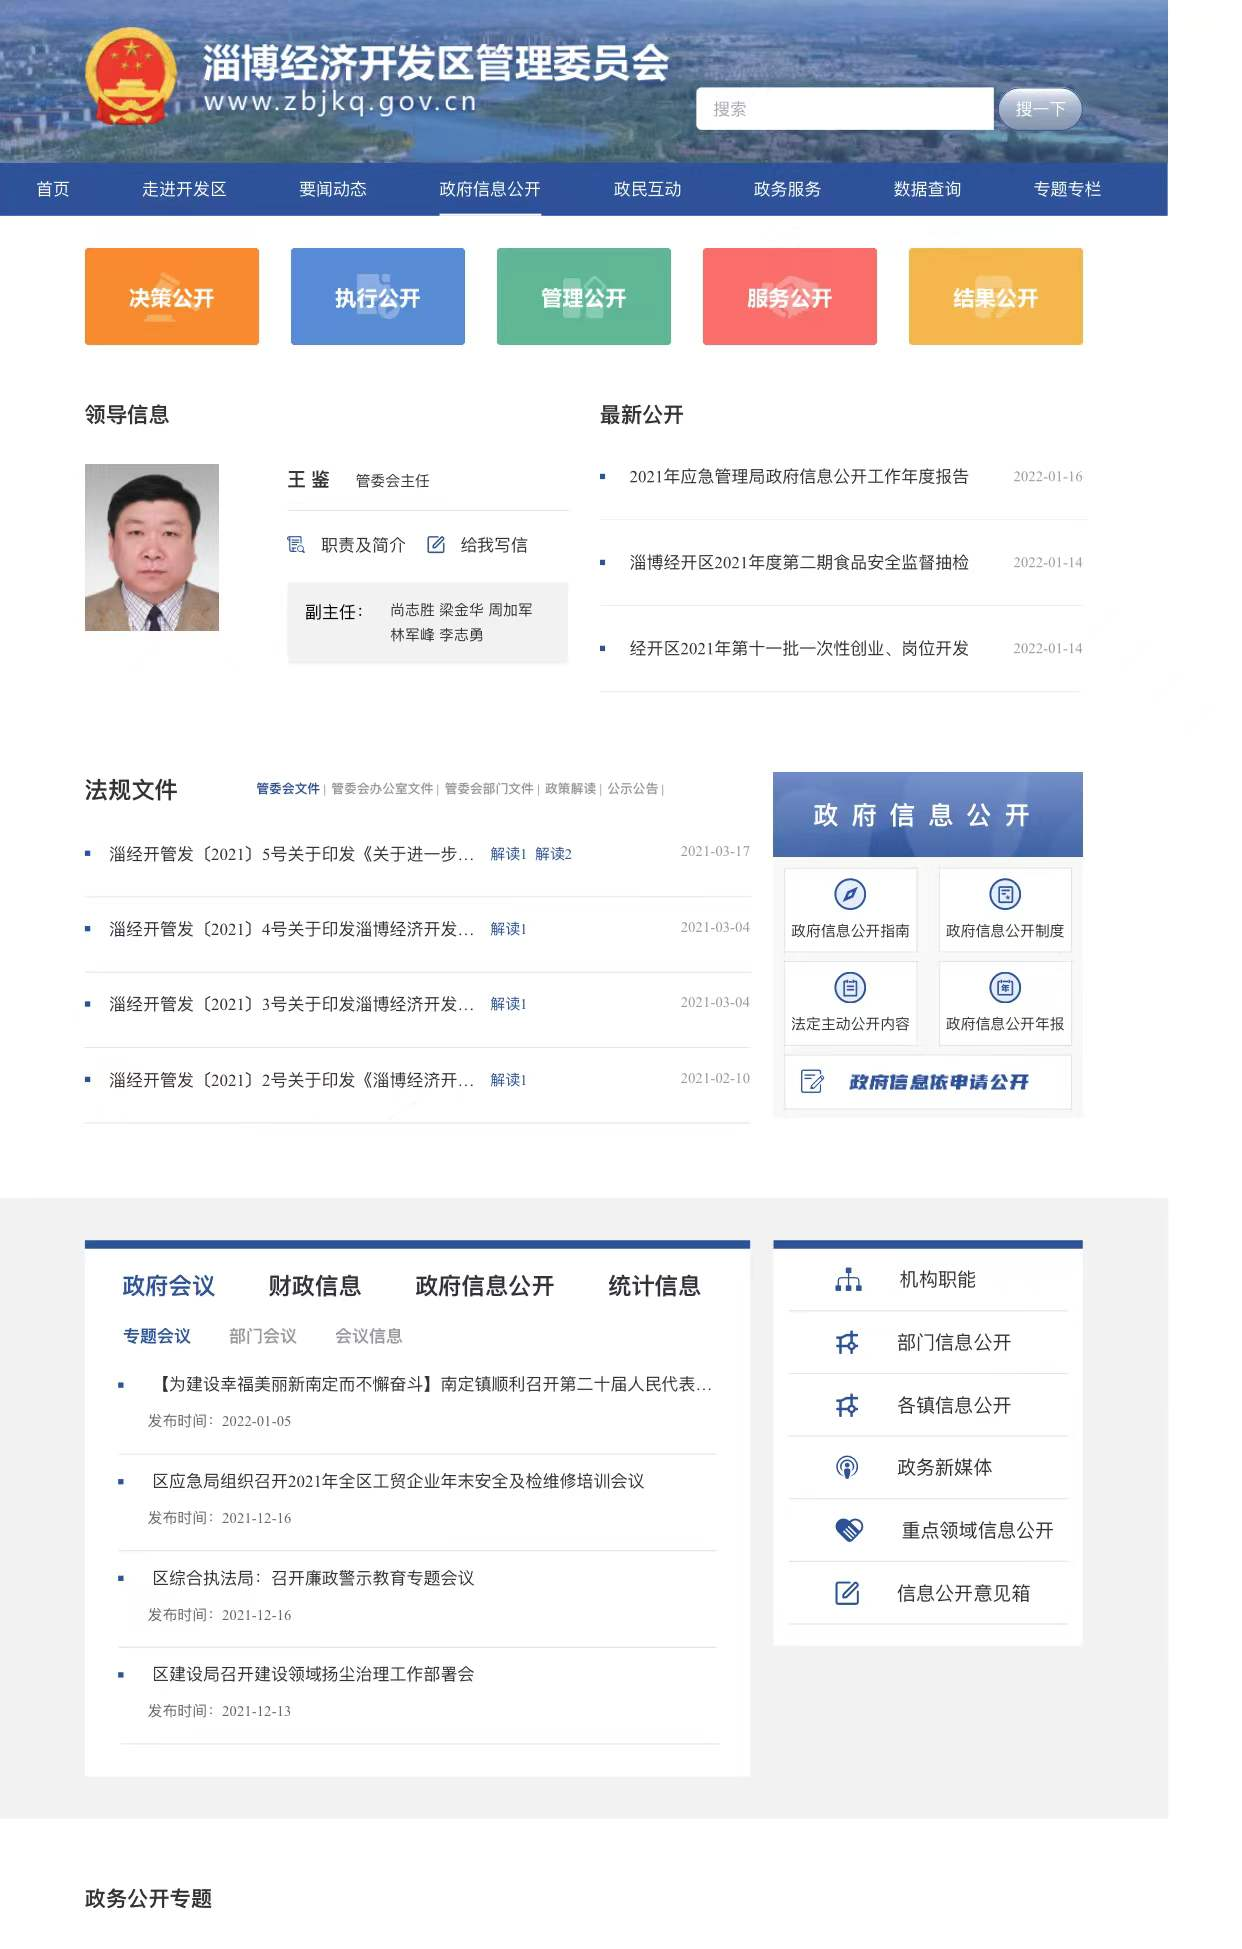 淄博经济开发区管理委员会
www.zbjkq.gov.cn
搜索 搜一下
首页 走进开发区 要闻动态 政府信息公开 政民互动 政务服务 数据查询 专题专栏
决策公开 执行公开 管理公开 服务公开 结果公开
领导信息
王 鉴 管委会主任
职责及简介 给我写信
副主任： 尚志胜 梁金华 周加军
林军峰 李志勇
最新公开
2021年应急管理局政府信息公开工作年度报告 2022-01-16
淄博经开区2021年度第二期食品安全监督抽检 2022-01-14
经开区2021年第十一批一次性创业、岗位开发 2022-01-14
法规文件 管委会文件 | 管委会办公室文件 | 管委会部门文件 | 政策解读 | 公示公告 |
淄经开管发〔2021〕5号关于印发《关于进一步… 解读1 解读2 2021-03-17
淄经开管发〔2021〕4号关于印发淄博经济开发… 解读1 2021-03-04
淄经开管发〔2021〕3号关于印发淄博经济开发… 解读1 2021-03-04
淄经开管发〔2021〕2号关于印发《淄博经济开… 解读1 2021-02-10
政府信息公开
政府信息公开指南 政府信息公开制度
年
法定主动公开内容 政府信息公开年报
政府信息依申请公开
政府会议 财政信息 政府信息公开 统计信息
专题会议 部门会议 会议信息
【为建设幸福美丽新南定而不懈奋斗】南定镇顺利召开第二十届人民代表…
发布时间：2022-01-05
区应急局组织召开2021年全区工贸企业年末安全及检维修培训会议
发布时间：2021-12-16
区综合执法局：召开廉政警示教育专题会议
发布时间：2021-12-16
区建设局召开建设领域扬尘治理工作部署会
发布时间：2021-12-13
机构职能
部门信息公开
各镇信息公开
政务新媒体
重点领域信息公开
信息公开意见箱
政务公开专题